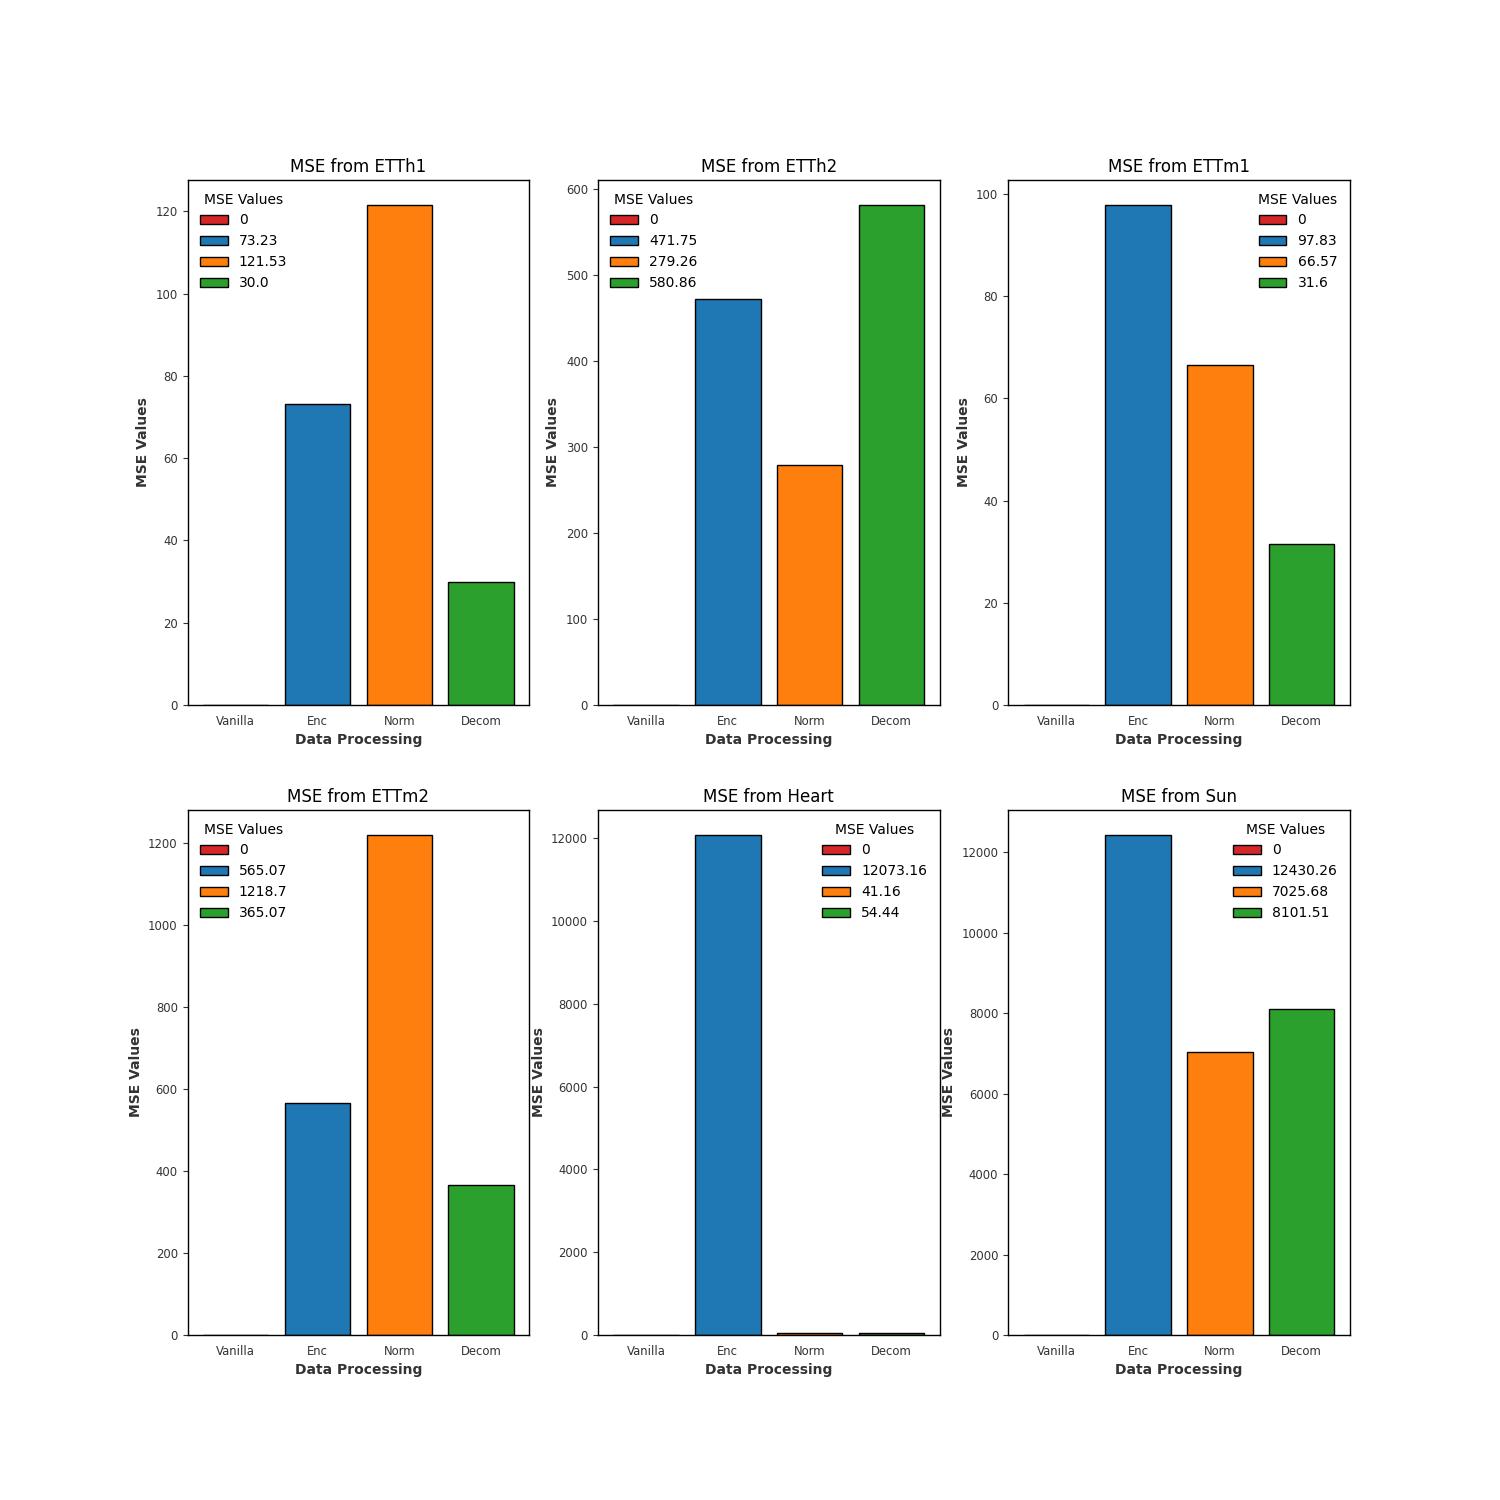 MSE from ETTh1
MSE Values
0
73.23
121.53
30.0
120
100
80
60
40
20
0
MSE Values
Vanilla Enc Norm Decom
Data Processing
MSE from ETTh2
MSE Values
0
471.75
279.26
580.86
600
500
400
300
200
100
0
MSE Values
Vanilla Enc Norm Decom
Data Processing
MSE from ETTm1
MSE Values
0
97.83
66.57
31.6
100
80
60
40
20
0
MSE Values
Vanilla Enc Norm Decom
Data Processing
MSE from ETTm2
MSE Values
0
565.07
1218.7
365.07
1200
1000
800
600
400
200
0
MSE Values
Vanilla Enc Norm Decom
Data Processing
MSE from Heart
MSE Values
0
12073.16
41.16
54.44
12000
10000
8000
6000
4000
2000
0
MSE Values
Vanilla Enc Norm Decom
Data Processing
MSE from Sun
MSE Values
0
12430.26
7025.68
8101.51
12000
10000
8000
6000
4000
2000
0
MSE Values
Vanilla Enc Norm Decom
Data Processing